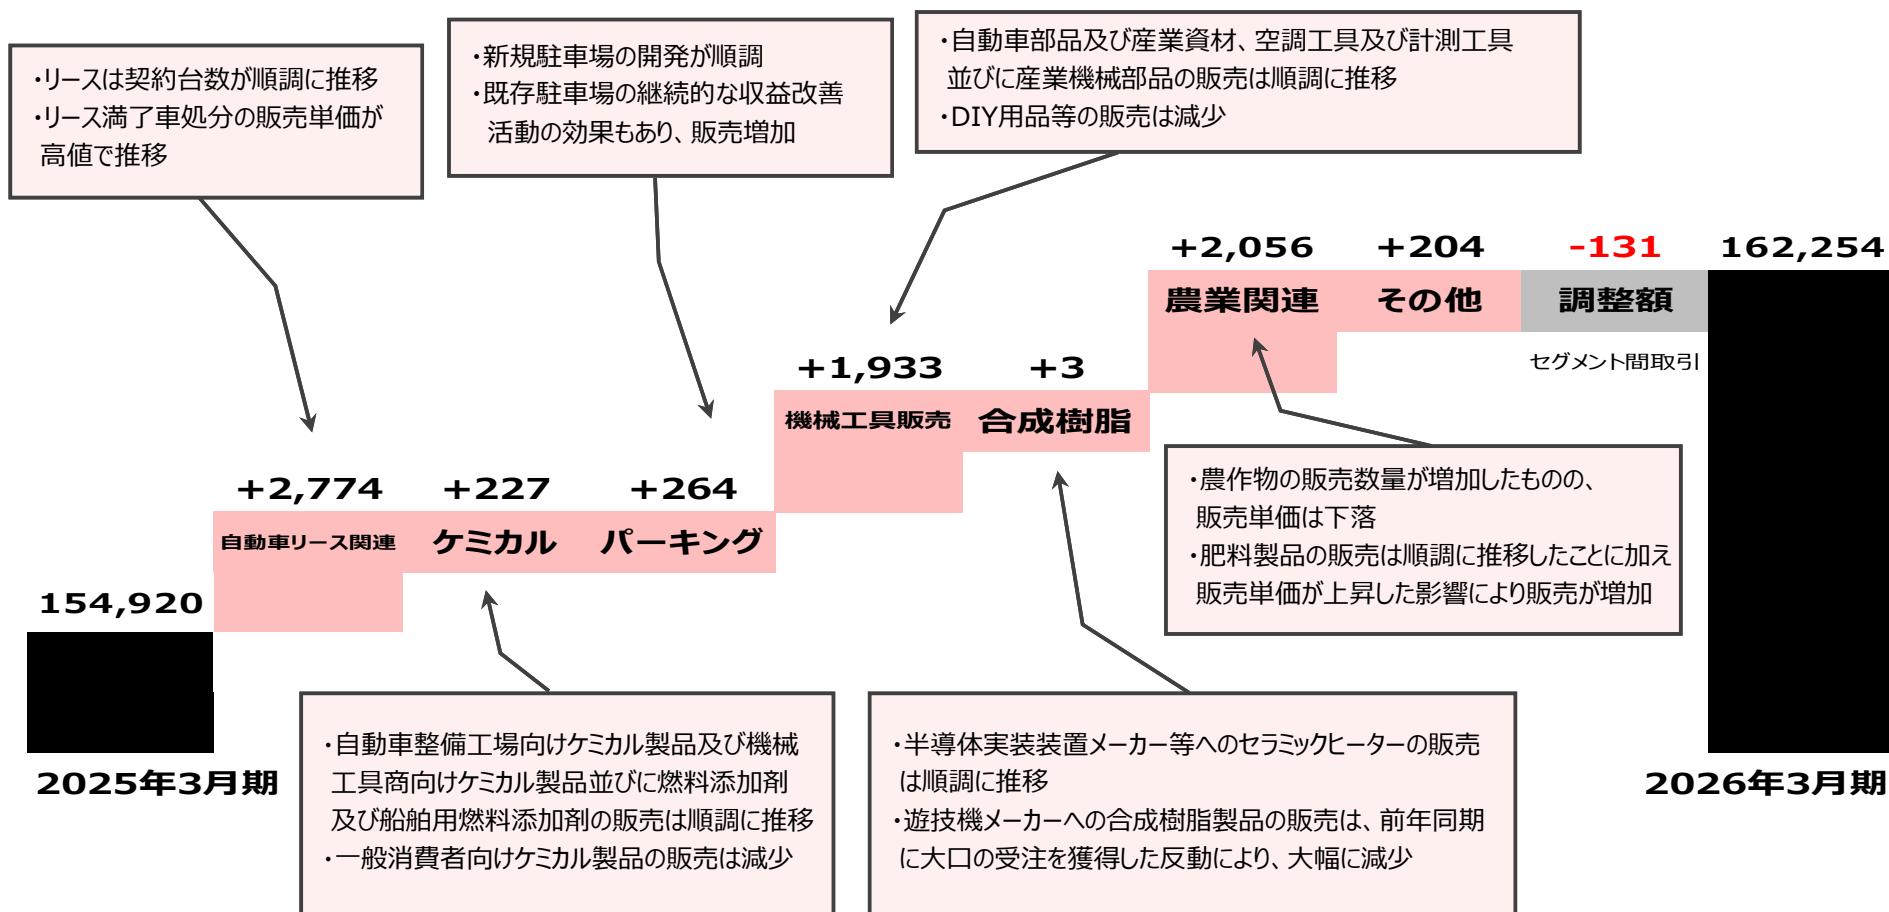 ・リースは契約台数が順調に推移
・リース満了車処分の販売単価が
高値で推移
・新規駐車場の開発が順調
・既存駐車場の継続的な収益改善
活動の効果もあり、販売増加
・自動車部品及び産業資材、空調工具及び計測工具
並びに産業機械部品の販売は順調に推移
・DIY用品等の販売は減少
+2,056
+204
-131
162,254
農業関連
その他
調整額
セグメント間取引
+1,933
+3
機械工具販売
合成樹脂
+2,774
+227
+264
自動車リース関連
ケミカル
パーキング
154,920
・農作物の販売数量が増加したものの、
販売単価は下落
・肥料製品の販売は順調に推移したことに加え
販売単価が上昇した影響により販売が増加
2025年3月期
2026年3月期
・自動車整備工場向けケミカル製品及び機械
工具商向けケミカル製品並びに燃料添加剤
及び船舶用燃料添加剤の販売は順調に推移
・一般消費者向けケミカル製品の販売は減少
・半導体実装装置メーカー等へのセラミックヒーターの販売
は順調に推移
・遊技機メーカーへの合成樹脂製品の販売は、前年同期
に大口の受注を獲得した反動により、大幅に減少